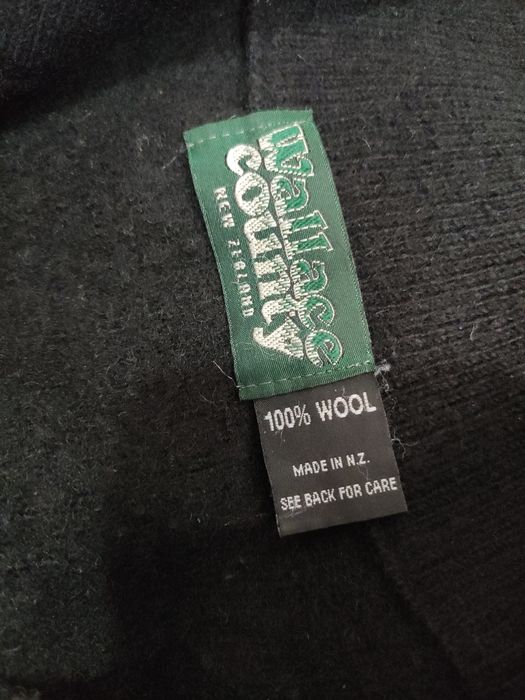 Wallace
County
NEW ZEALAND
100% WOOL
MADE IN N.Z.
SEE BACK FOR CARE